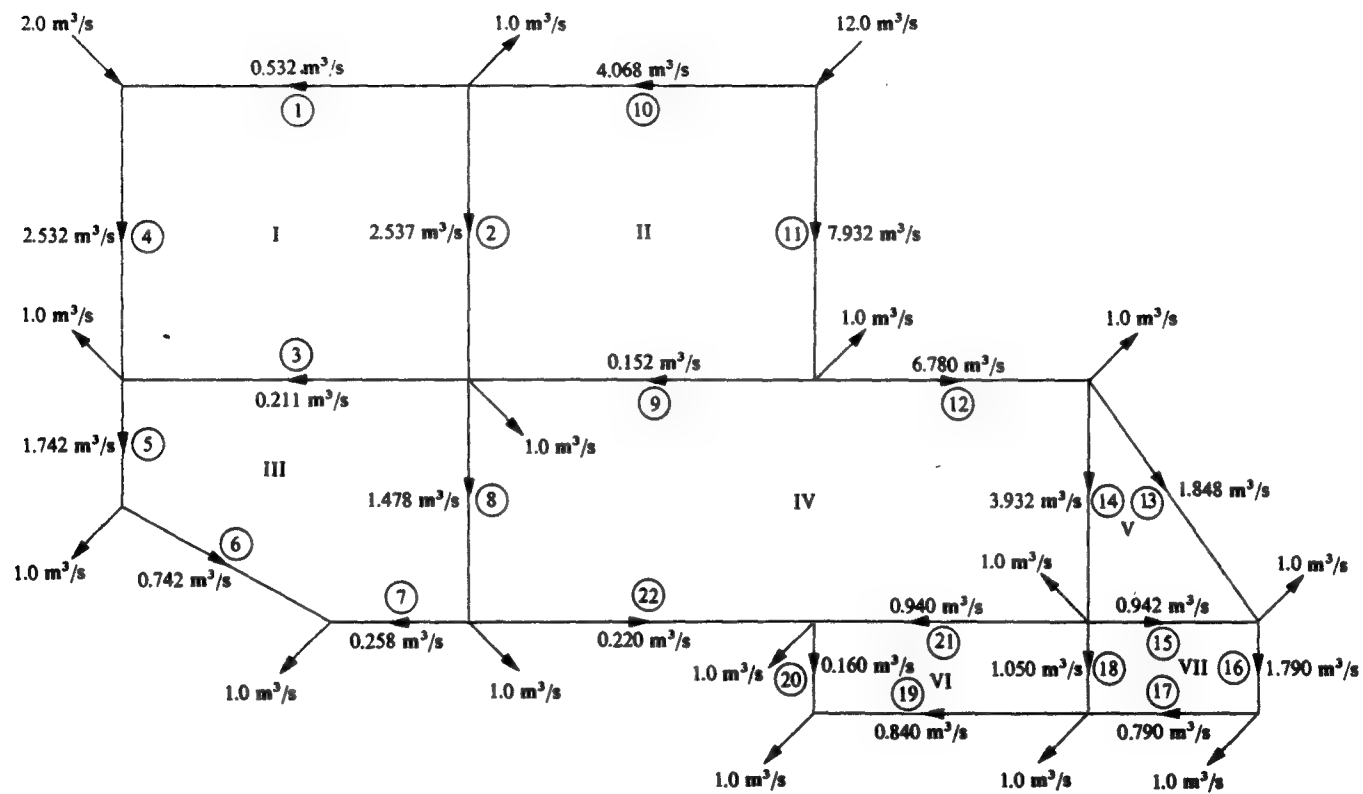 2.0 m³/s
1.0 m³/s
12.0 m³/s
0.532 m³/s
4.068 m³/s
1
10
2.532 m³/s
4
I
2.537 m³/s
2
II
11
7.932 m³/s
1.0 m³/s
1.0 m³/s
1.0 m³/s
3
0.152 m³/s
6.780 m³/s
0.211 m³/s
9
12
1.742 m³/s
5
1.0 m³/s
III
1.478 m³/s
8
IV
3.932 m³/s
14
13
1.848 m³/s
V
6
1.0 m³/s
0.742 m³/s
1.0 m³/s
1.0 m³/s
7
22
0.940 m³/s
0.942 m³/s
0.258 m³/s
0.220 m³/s
21
15
1.0 m³/s
20
0.160 m³/s
VI
1.050 m³/s
18
VII
16
1.790 m³/s
1.0 m³/s
1.0 m³/s
19
17
0.840 m³/s
0.790 m³/s
1.0 m³/s
1.0 m³/s
1.0 m³/s